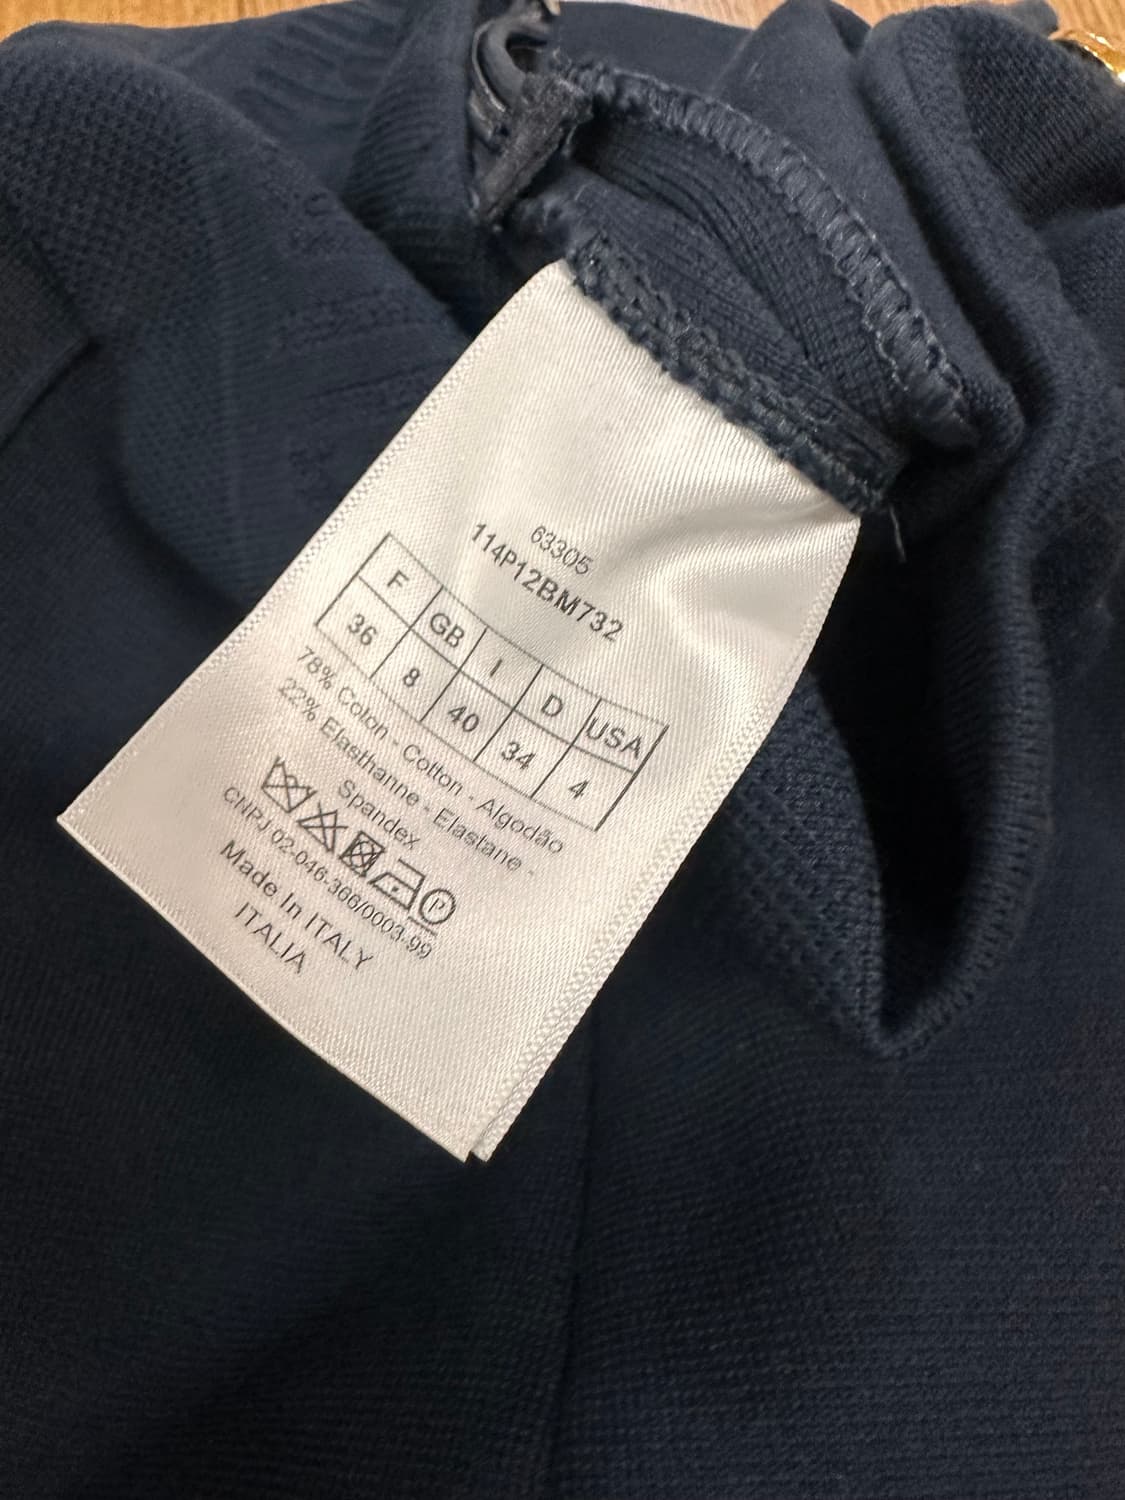 63305
114P12BM732
F GB I D USA
36 8 40 34 4
78% Coton - Cotton - Algodão
22% Elasthanne - Elastane -
Spandex
P
CNPJ 02-046-366/0003-99
Made In ITALY
ITALIA